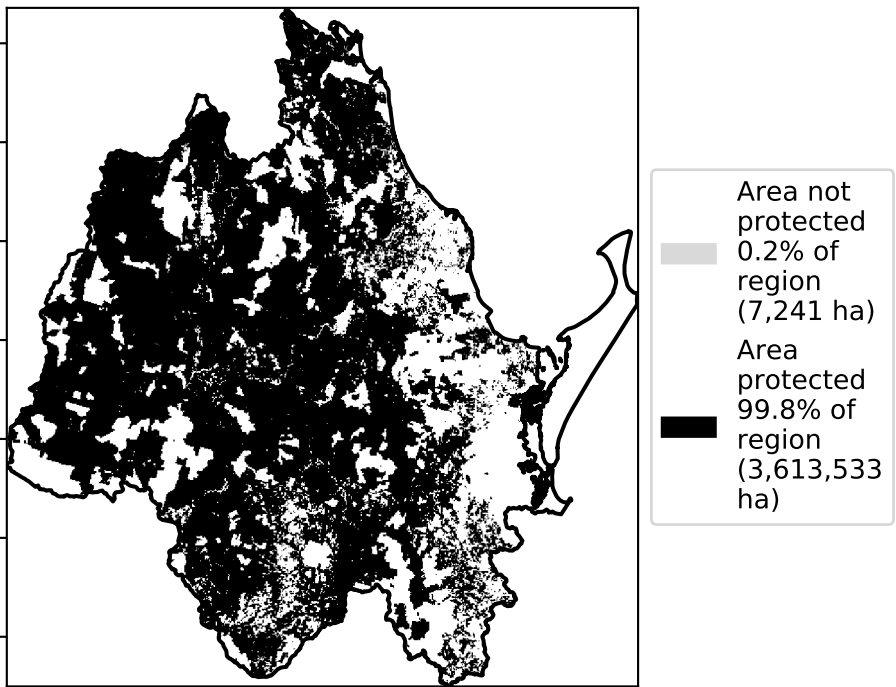 Area not
protected
0.2% of
region
(7,241 ha)
Area
protected
99.8% of
region
(3,613,533
ha)